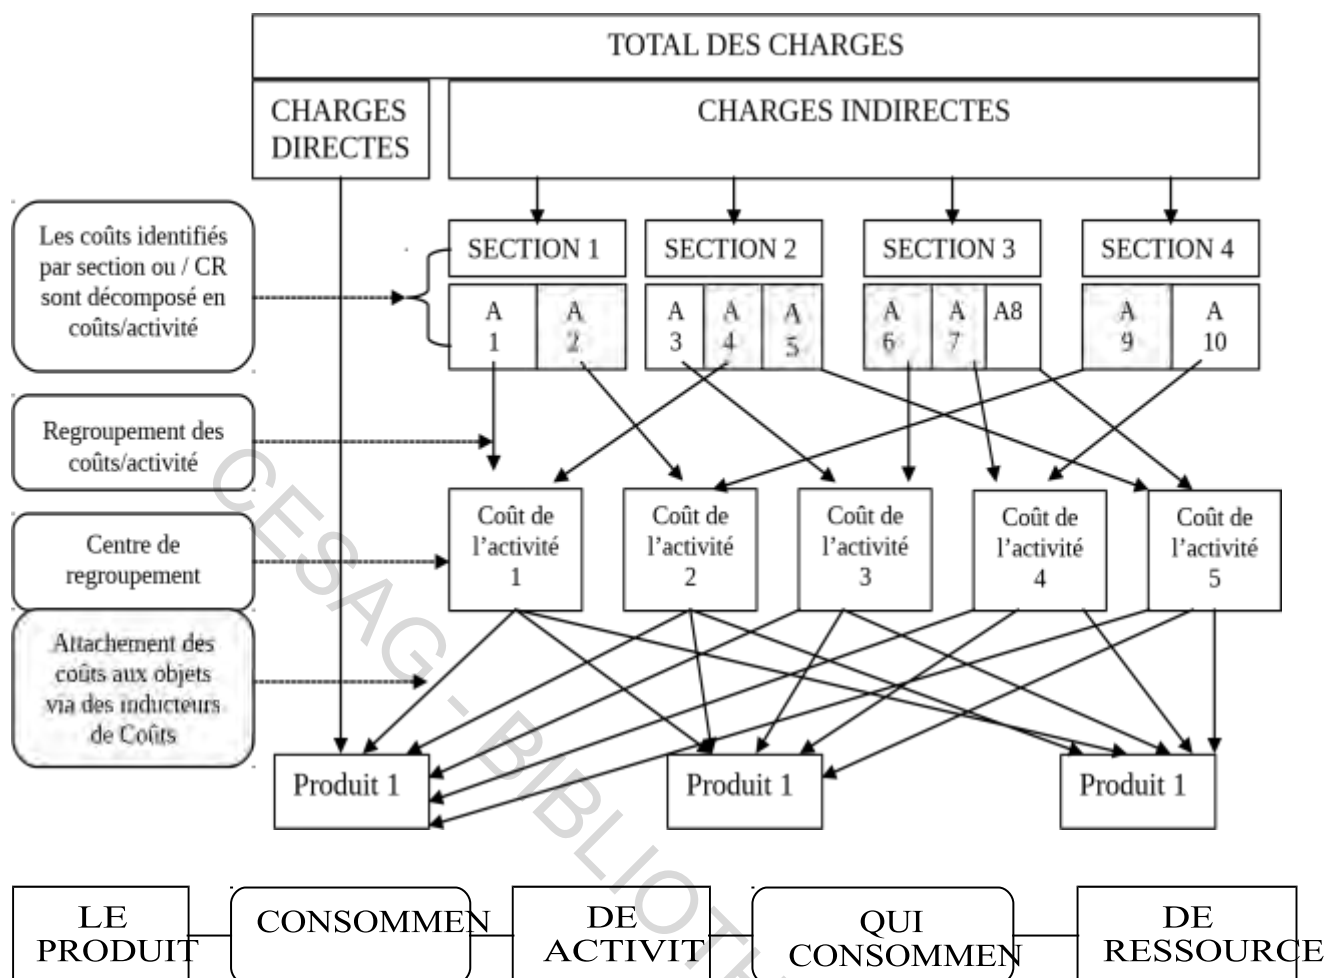 TOTAL DES CHARGES
CHARGES
DIRECTES
CHARGES INDIRECTES
Les coûts identifiés
par section ou / CR
sont décomposé en
coûts/activité
SECTION 1
SECTION 2
SECTION 3
SECTION 4
A
1
A
2
A
3
A
4
A
5
A
6
A
7
A8
A
9
A
10
Regroupement des
coûts/activité
Centre de
regroupement
Coût de
l'activité
1
Coût de
l'activité
2
Coût de
l'activité
3
Coût de
l'activité
4
Coût de
l'activité
5
Attachement des
coûts aux objets
via des inducteurs
de Coûts
Produit 1
Produit 1
Produit 1
LE
PRODUIT
CONSOMMEN
DE
ACTIVIT
QUI
CONSOMMEN
DE
RESSOURCE
CESAG - BIBLIOTH